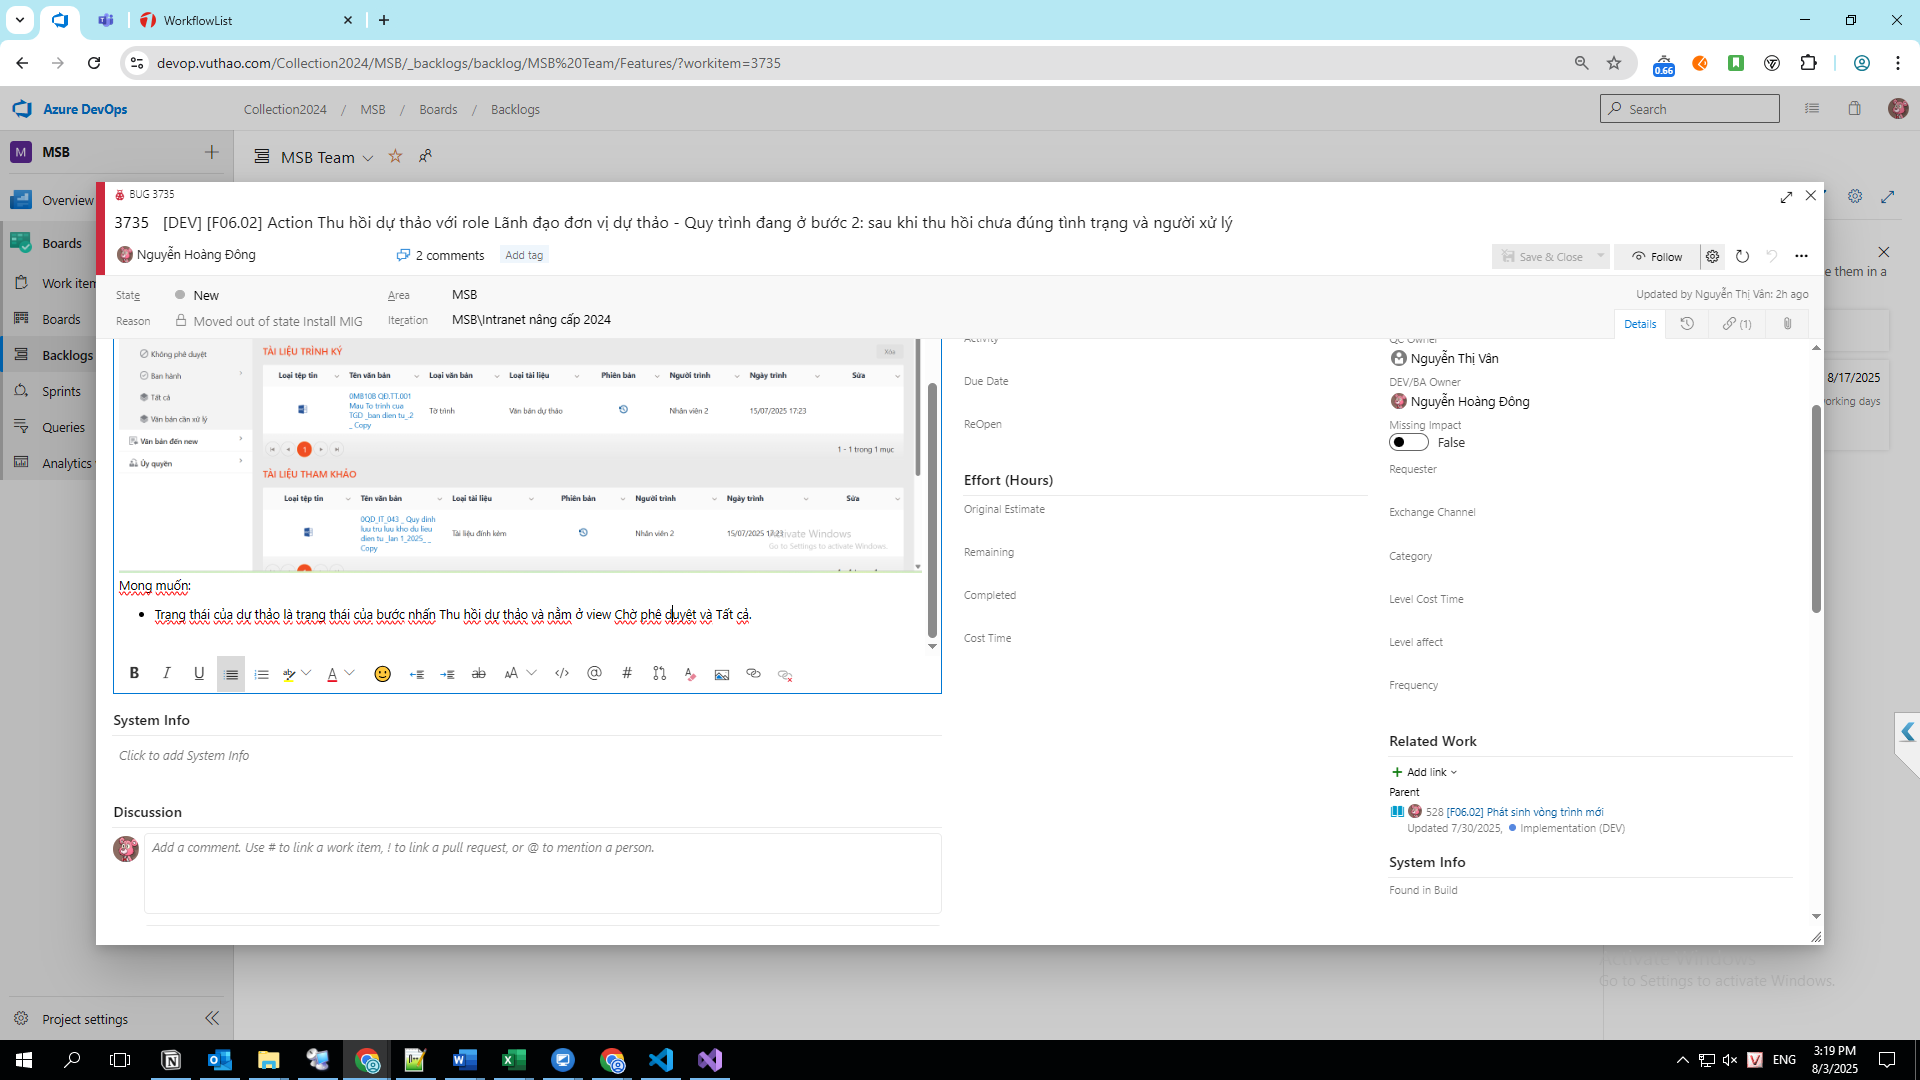 WorkflowList
devop.vuthao.com/Collection2024/MSB/_backlogs/backlog/MSB%20Team/Features/?workitem=3735
0.66
Azure DevOps
Collection2024 / MSB / Boards / Backlogs
Search
M MSB
MSB Team
Overview
Boards
Work item
Boards
Backlogs
Sprints
Queries
Analytics
Project settings
e them in a
8/17/2025
orking days
BUG 3735
3735 [DEV] [F06.02] Action Thu hồi dự thảo với role Lãnh đạo đơn vị dự thảo - Quy trình đang ở bước 2: sau khi thu hồi chưa đúng tình trạng và người xử lý
Nguyễn Hoàng Đông
2 comments
Add tag
Save & Close
Follow
State
New
Area
MSB
Updated by Nguyễn Thị Vân: 2h ago
Reason
Moved out of state Install MIG
Iteration
MSB\Intranet nâng cấp 2024
Details
(1)
Không phê duyệt
Ban hành
Tất cả
Văn bản cần xử lý
Văn bản đến new
Ủy quyền
TÀI LIỆU TRÌNH KÝ
Xóa
Loại tệp tin Tên văn bản Loại văn bản Loại tài liệu Phiên bản Người trình Ngày trình Sửa
0MB10B QĐ.TT.001
Mau To trinh cua
TGD _ban dien tu_.2
_ Copy
Tờ trình Văn bản dự thảo Nhân viên 2 15/07/2025 17:23
1
1 - 1 trong 1 mục
TÀI LIỆU THAM KHẢO
Loại tệp tin Tên văn bản Loại tài liệu Phiên bản Người trình Ngày trình Sửa
0QD_IT_043 _ Quy dinh
luu tru luu kho du lieu
dien tu _lan 1_2025_ _
Copy
Tài liệu đính kèm Nhân viên 2 15/07/2025 17:23
Activate Windows
Go to Settings to activate Windows.
Mong muốn:
Trạng thái của dự thảo là trạng thái của bước nhấn Thu hồi dự thảo và nằm ở view Chờ phê duyệt và Tất cả.
B I U
System Info
Click to add System Info
Discussion
Add a comment. Use # to link a work item, ! to link a pull request, or @ to mention a person.
Activity
Due Date
ReOpen
Effort (Hours)
Original Estimate
Remaining
Completed
Cost Time
QC Owner
Nguyễn Thị Vân
DEV/BA Owner
Nguyễn Hoàng Đông
Missing Impact
False
Requester
Exchange Channel
Category
Level Cost Time
Level affect
Frequency
Related Work
Add link
Parent
528 [F06.02] Phát sinh vòng trình mới
Updated 7/30/2025, Implementation (DEV)
System Info
Found in Build
Activate Windows
Go to Settings to activate Windows.
ENG
3:19 PM
8/3/2025